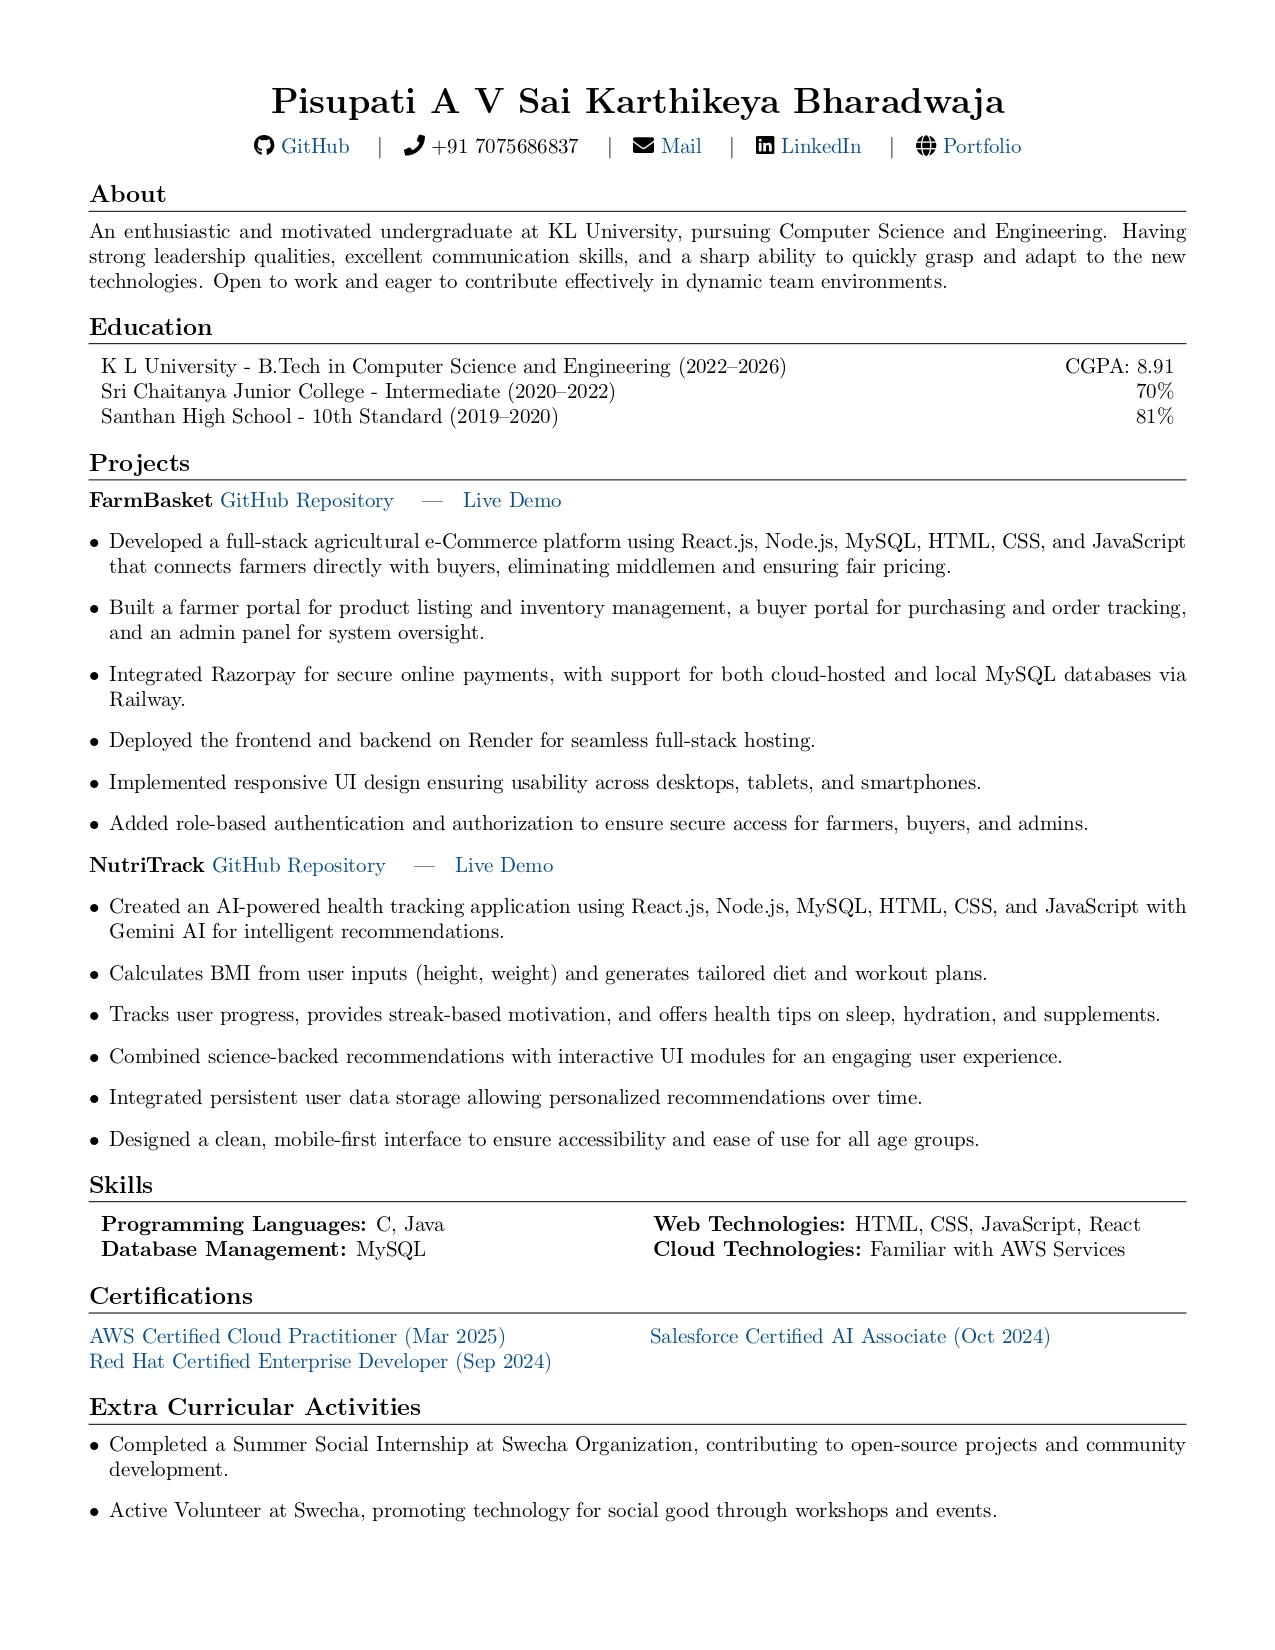 Pisupati A V Sai Karthikeya Bharadwaja
GitHub | +91 7075686837 | Mail | LinkedIn | Portfolio
About
An enthusiastic and motivated undergraduate at KL University, pursuing Computer Science and Engineering. Having
strong leadership qualities, excellent communication skills, and a sharp ability to quickly grasp and adapt to the new
technologies. Open to work and eager to contribute effectively in dynamic team environments.
Education
K L University - B.Tech in Computer Science and Engineering (2022–2026) CGPA: 8.91
Sri Chaitanya Junior College - Intermediate (2020–2022) 70%
Santhan High School - 10th Standard (2019–2020) 81%
Projects
FarmBasket GitHub Repository — Live Demo
• Developed a full-stack agricultural e-Commerce platform using React.js, Node.js, MySQL, HTML, CSS, and JavaScript
that connects farmers directly with buyers, eliminating middlemen and ensuring fair pricing.
• Built a farmer portal for product listing and inventory management, a buyer portal for purchasing and order tracking,
and an admin panel for system oversight.
• Integrated Razorpay for secure online payments, with support for both cloud-hosted and local MySQL databases via
Railway.
• Deployed the frontend and backend on Render for seamless full-stack hosting.
• Implemented responsive UI design ensuring usability across desktops, tablets, and smartphones.
• Added role-based authentication and authorization to ensure secure access for farmers, buyers, and admins.
NutriTrack GitHub Repository — Live Demo
• Created an AI-powered health tracking application using React.js, Node.js, MySQL, HTML, CSS, and JavaScript with
Gemini AI for intelligent recommendations.
• Calculates BMI from user inputs (height, weight) and generates tailored diet and workout plans.
• Tracks user progress, provides streak-based motivation, and offers health tips on sleep, hydration, and supplements.
• Combined science-backed recommendations with interactive UI modules for an engaging user experience.
• Integrated persistent user data storage allowing personalized recommendations over time.
• Designed a clean, mobile-first interface to ensure accessibility and ease of use for all age groups.
Skills
Programming Languages: C, Java Web Technologies: HTML, CSS, JavaScript, React
Database Management: MySQL Cloud Technologies: Familiar with AWS Services
Certifications
AWS Certified Cloud Practitioner (Mar 2025) Salesforce Certified AI Associate (Oct 2024)
Red Hat Certified Enterprise Developer (Sep 2024)
Extra Curricular Activities
• Completed a Summer Social Internship at Swecha Organization, contributing to open-source projects and community
development.
• Active Volunteer at Swecha, promoting technology for social good through workshops and events.